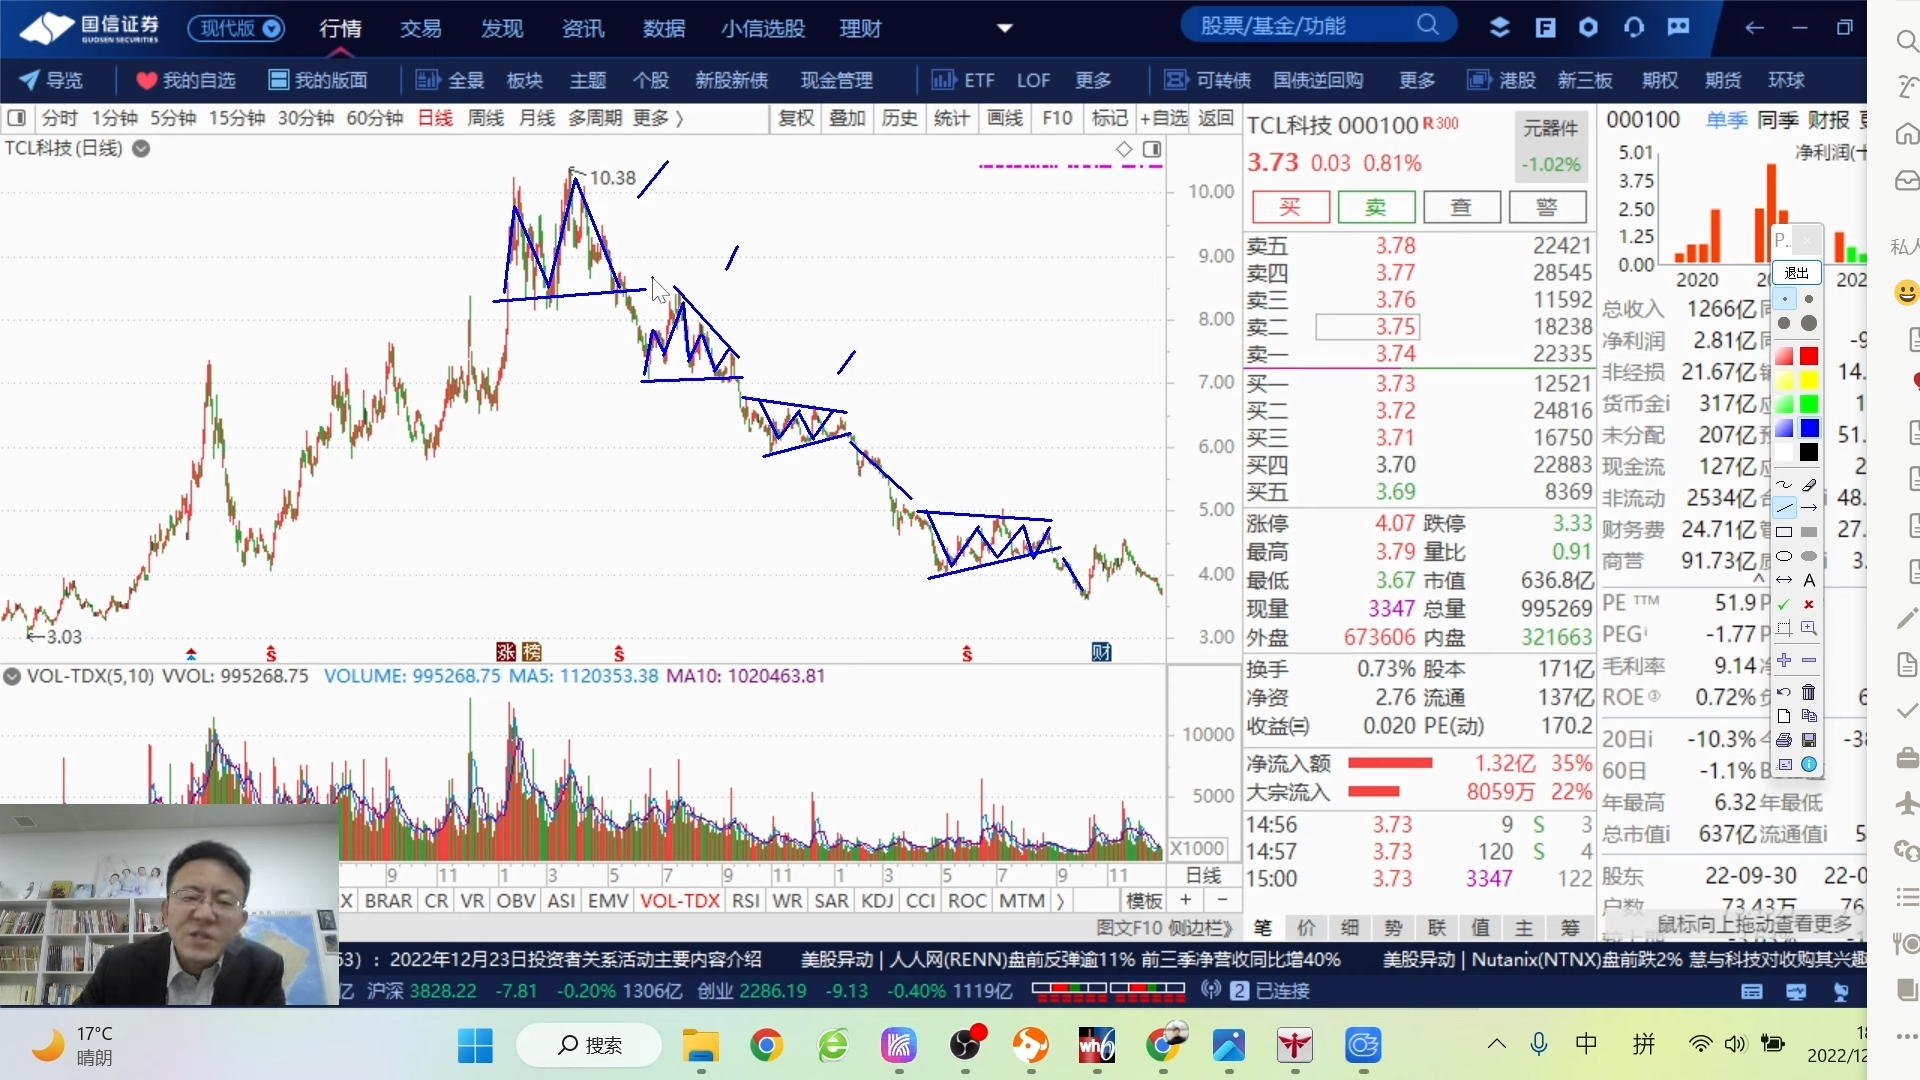 国信证券 现代版 行情 交易 发现 资讯 数据 小信选股 理财 股票/基金/功能
GUOSEN SECURITIES
导览 我的自选 我的版面 全景 板块 主题 个股 新股新债 现金管理 ETF LOF 更多 可转债 国债逆回购 更多 港股 新三板 期权 期货 环球
分时 1分钟 5分钟 15分钟 30分钟 60分钟 日线 周线 月线 多周期 更多 〉 复权 叠加 历史 统计 画线 F10 标记 +自选 返回
TCL科技(日线)
10.38
3.03
10.00
9.00
8.00
7.00
6.00
5.00
4.00
3.00
涨 榜 财
VOL-TDX(5,10) VVOL: 995268.75 VOLUME: 995268.75 MA5: 1120353.38 MA10: 1020463.81
10000
5000
X1000
9 11 1 3 5 7 9 11 1 3 5 7 9 11 日线
X BRAR CR VR OBV ASI EMV VOL-TDX RSI WR SAR KDJ CCI ROC MTM 〉 模板 + −
图文F10 侧边栏》
TCL科技 000100 R300
元器件
-1.02%
3.73 0.03 0.81%
买 卖 查 警
卖五 3.78 22421
卖四 3.77 28545
卖三 3.76 11592
卖二 3.75 18238
卖一 3.74 22335
买一 3.73 12521
买二 3.72 24816
买三 3.71 16750
买四 3.70 22883
买五 3.69 8369
涨停 4.07 跌停 3.33
最高 3.79 量比 0.91
最低 3.67 市值 636.8亿
现量 3347 总量 995269
外盘 673606 内盘 321663
换手 0.73% 股本 171亿
净资 2.76 流通 137亿
收益㈢ 0.020 PE(动) 170.2
净流入额 1.32亿 35%
大宗流入 8059万 22%
14:56 3.73 9 S 3
14:57 3.73 120 S 4
15:00 3.73 3347 122
笔 价 细 势 联 值 主 筹
000100 单季 同季 财报
净利润(十
5.01
3.75
2.50
1.25
0.00
2020
总收入 1266亿
净利润 2.81亿
非经损 21.67亿 14.
货币金i 317亿
未分配 207亿 51.
现金流 127亿
非流动 2534亿 48.
财务费 24.71亿 27.
商营 91.73亿 3.
PE TTM 51.9
PEG -1.77
毛利率 9.14
ROE 0.72%
20日i -10.3%
60日 -1.1%
年最高 6.32 年最低
总市值i 637亿 流通值i 5
股东 22-09-30 22-0
户数 73.43万 76
鼠标向上拖动查看更多
P..
退出
A
私人
53）：2022年12月23日投资者关系活动主要内容介绍 美股异动 | 人人网(RENN)盘前反弹逾11% 前三季净营收同比增40% 美股异动 | Nutanix(NTNX)盘前跌2% 慧与科技对收购其兴趣
亿 沪深 3828.22 -7.81 -0.20% 1306亿 创业 2286.19 -9.13 -0.40% 1119亿 2 已连接
17°C
晴朗
搜索
wh6
中 拼
2022/12